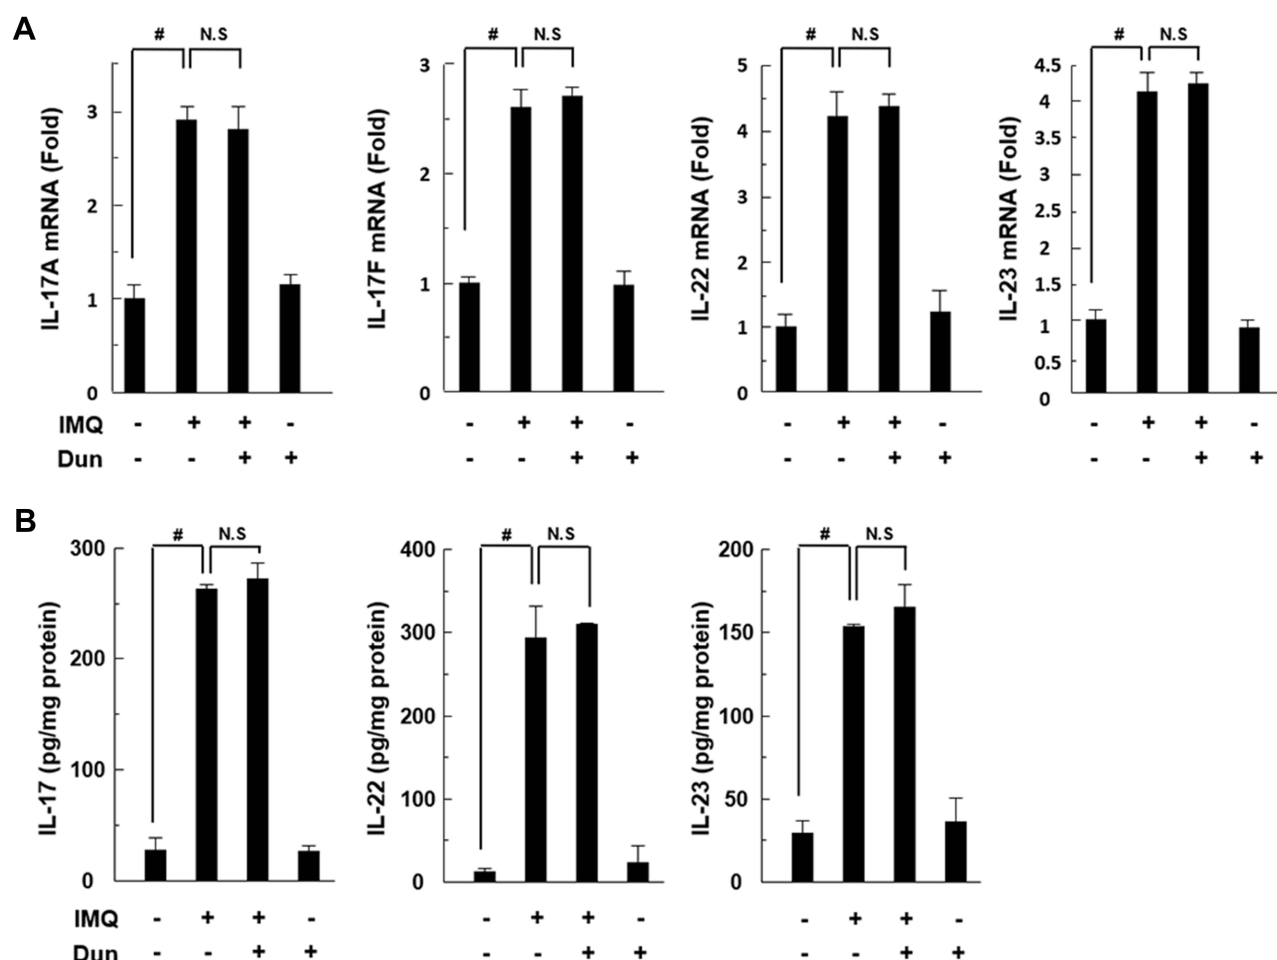 A
# N.S # N.S # N.S # N.S
IL-17A mRNA (Fold)
3
2
1
0
IL-17F mRNA (Fold)
3
2
1
0
IL-22 mRNA (Fold)
5
4
3
2
1
0
IL-23 mRNA (Fold)
4.5
4
3.5
3
2.5
2
1.5
1
0.5
0
IMQ - + + - - + + - - + + - - + + -
Dun - - + + - - + + - - + + - - + +
B
# N.S # N.S # N.S
IL-17 (pg/mg protein)
300
200
100
0
IL-22 (pg/mg protein)
400
300
200
100
0
IL-23 (pg/mg protein)
200
150
100
50
0
IMQ - + + - - + + - - + + -
Dun - - + + - - + + - - + +